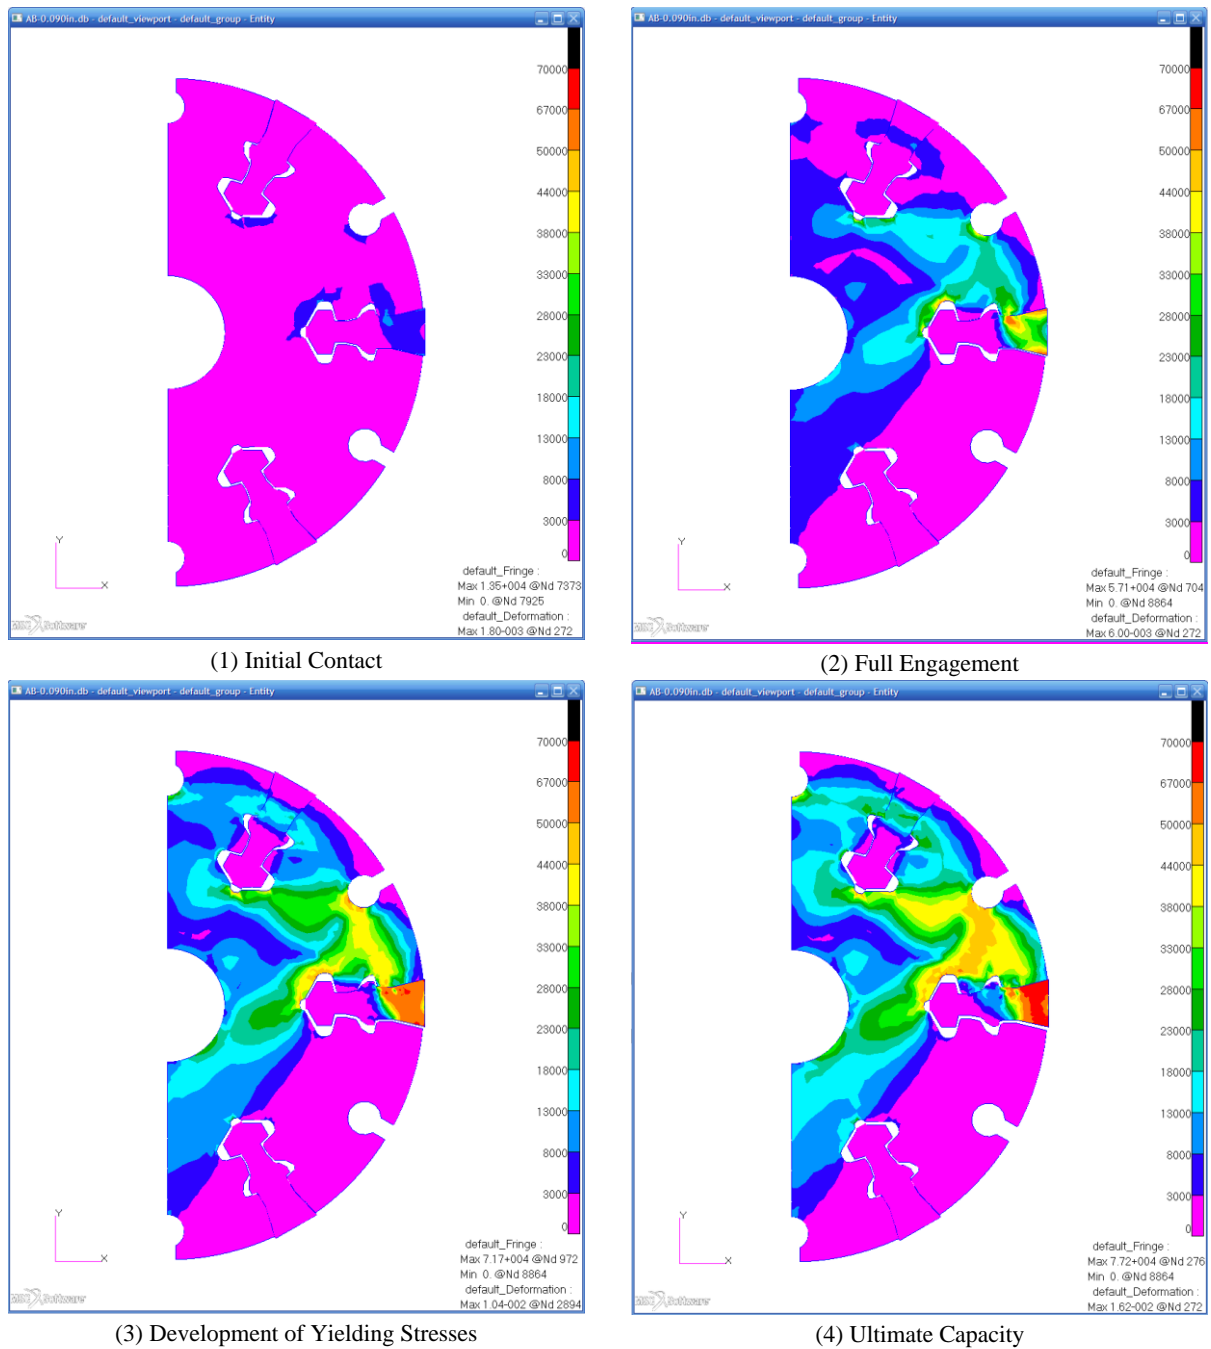 AB-0.090in.db - default_viewport - default_group - Entity
70000
67000
50000
44000
38000
33000
28000
23000
18000
13000
8000
3000
0
Y
X
default_Fringe :
Max 1.35+004 @Nd 7373
Min 0. @Nd 7925
default_Deformation :
Max 1.80-003 @Nd 272
(1) Initial Contact
AB-0.090in.db - default_viewport - default_group - Entity
70000
67000
50000
44000
38000
33000
28000
23000
18000
13000
8000
3000
0
Y
X
default_Fringe :
Max 5.71+004 @Nd 704
Min 0. @Nd 8864
default_Deformation :
Max 6.00-003 @Nd 272
(2) Full Engagement
AB-0.090in.db - default_viewport - default_group - Entity
70000
67000
50000
44000
38000
33000
28000
23000
18000
13000
8000
3000
0
Y
X
default_Fringe :
Max 7.17+004 @Nd 972
Min 0. @Nd 8864
default_Deformation :
Max 1.04-002 @Nd 2894
(3) Development of Yielding Stresses
AB-0.090in.db - default_viewport - default_group - Entity
70000
67000
50000
44000
38000
33000
28000
23000
18000
13000
8000
3000
0
Y
X
default_Fringe :
Max 7.72+004 @Nd 276
Min 0. @Nd 8864
default_Deformation :
Max 1.62-002 @Nd 272
(4) Ultimate Capacity